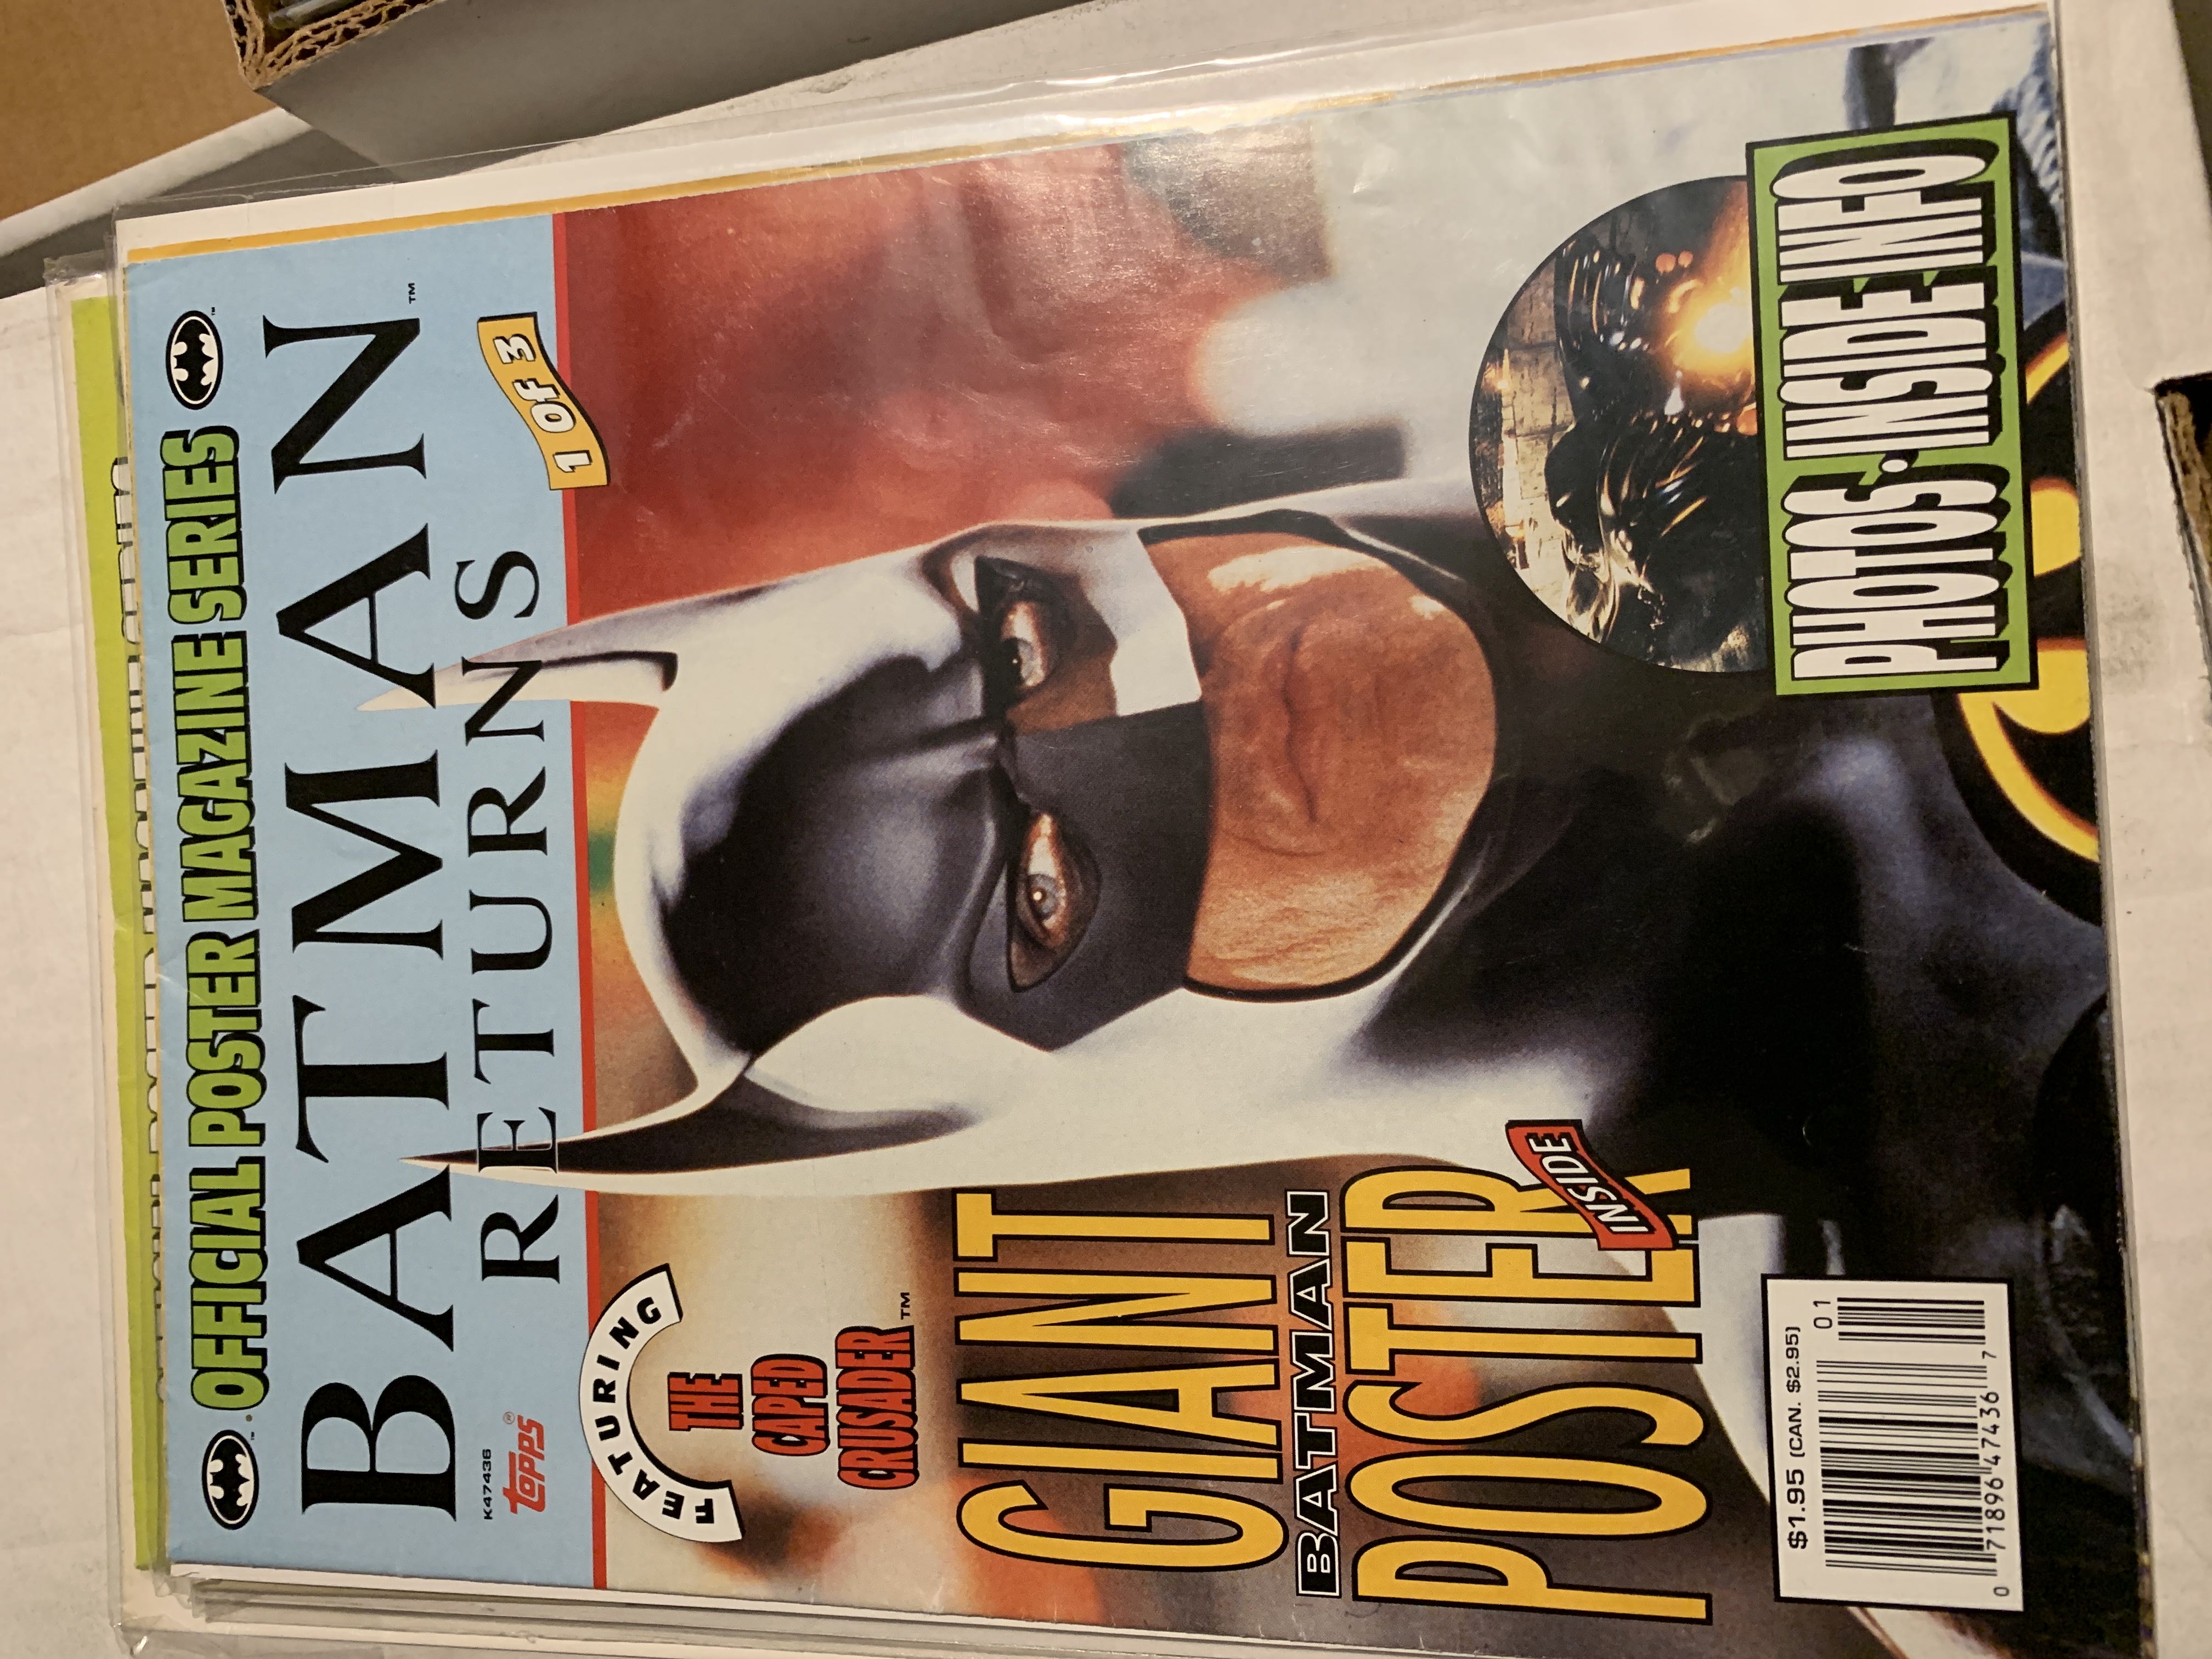 OFFICIAL POSTER MAGAZINE SERIES
BATMAN™
RETURNS
K47436
TOPPS®
1 OF 3
FEATURING
THE
CAPED
CRUSADER™
GIANT
BATMAN
POSTER
INSIDE
PHOTOS•INSIDE INFO
$1.95 (CAN. $2.95)
01
0 71896 47436 7